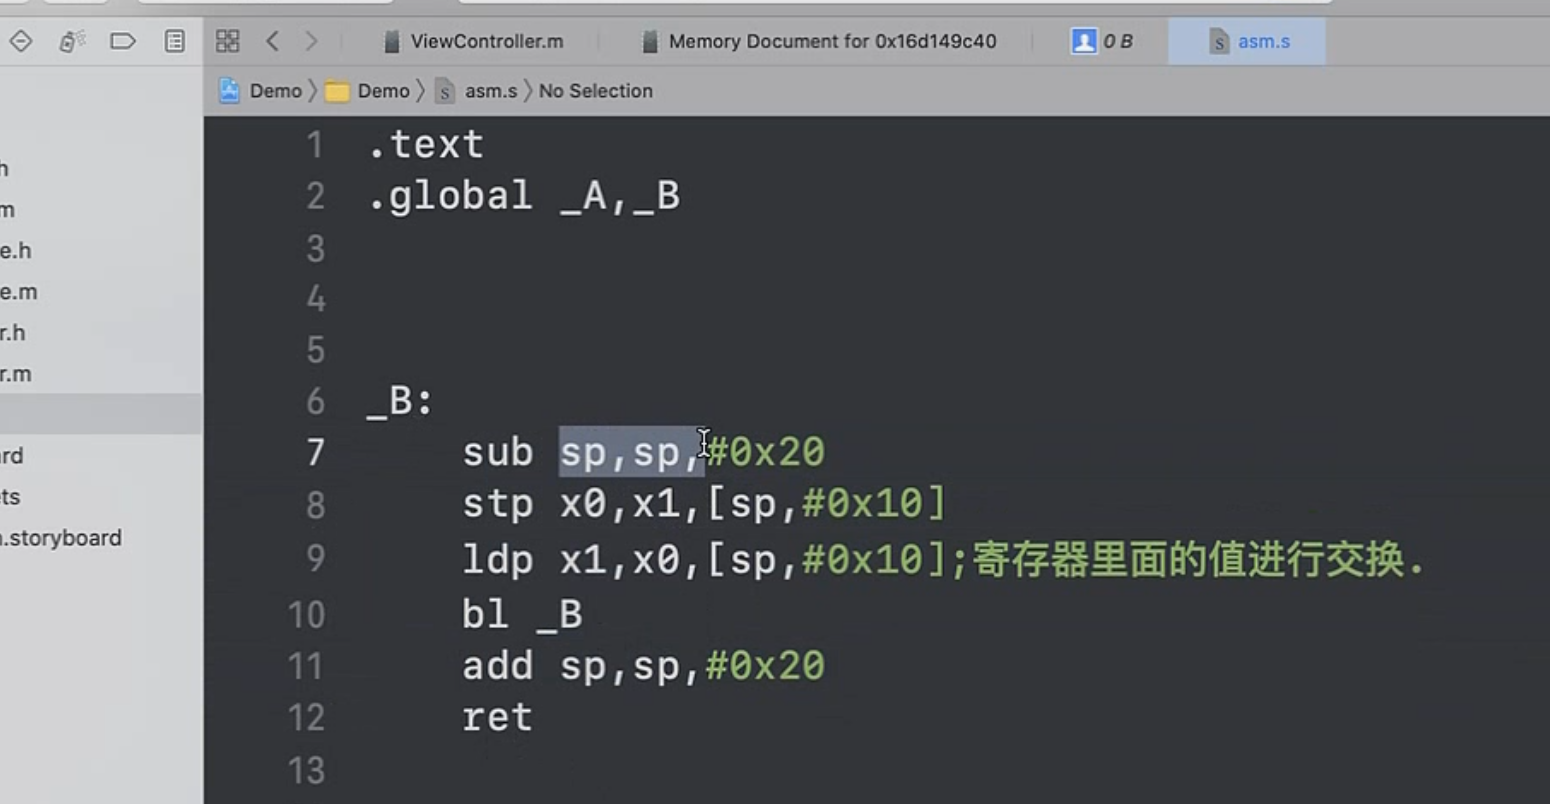 ViewController.m Memory Document for 0x16d149c40 0 B asm.s
Demo Demo asm.s No Selection
h
m
e.h
e.m
r.h
r.m
rd
ts
.storyboard
1 .text
2 .global _A,_B
3
4
5
6 _B:
7 sub sp,sp,#0x20
8 stp x0,x1,[sp,#0x10]
9 ldp x1,x0,[sp,#0x10];寄存器里面的值进行交换.
10 bl _B
11 add sp,sp,#0x20
12 ret
13